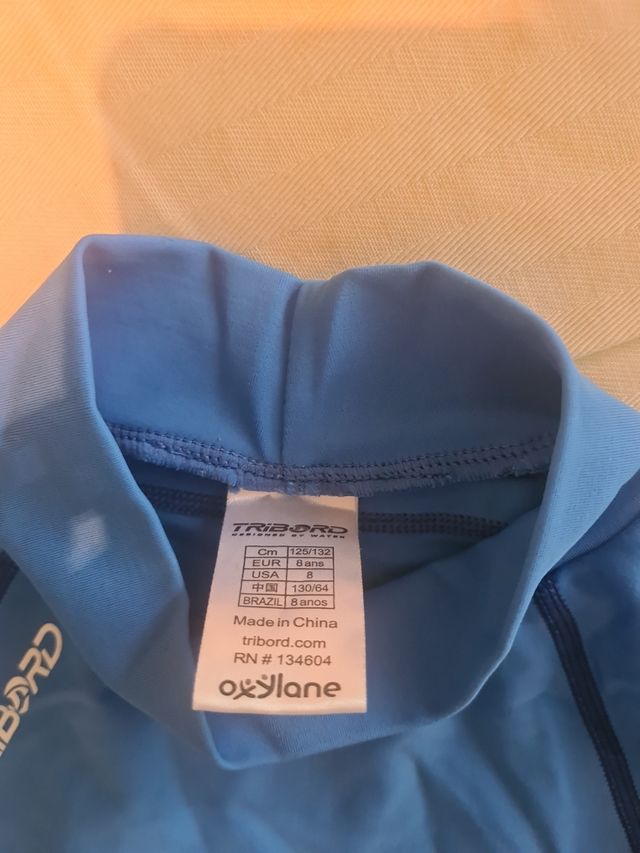 TRIBORD
DESIGNED BY WATER
Cm 125/132
EUR 8 ans
USA 8
中国 130/64
BRAZIL 8 anos
Made in China
tribord.com
RN # 134604
oxylane
IBORD